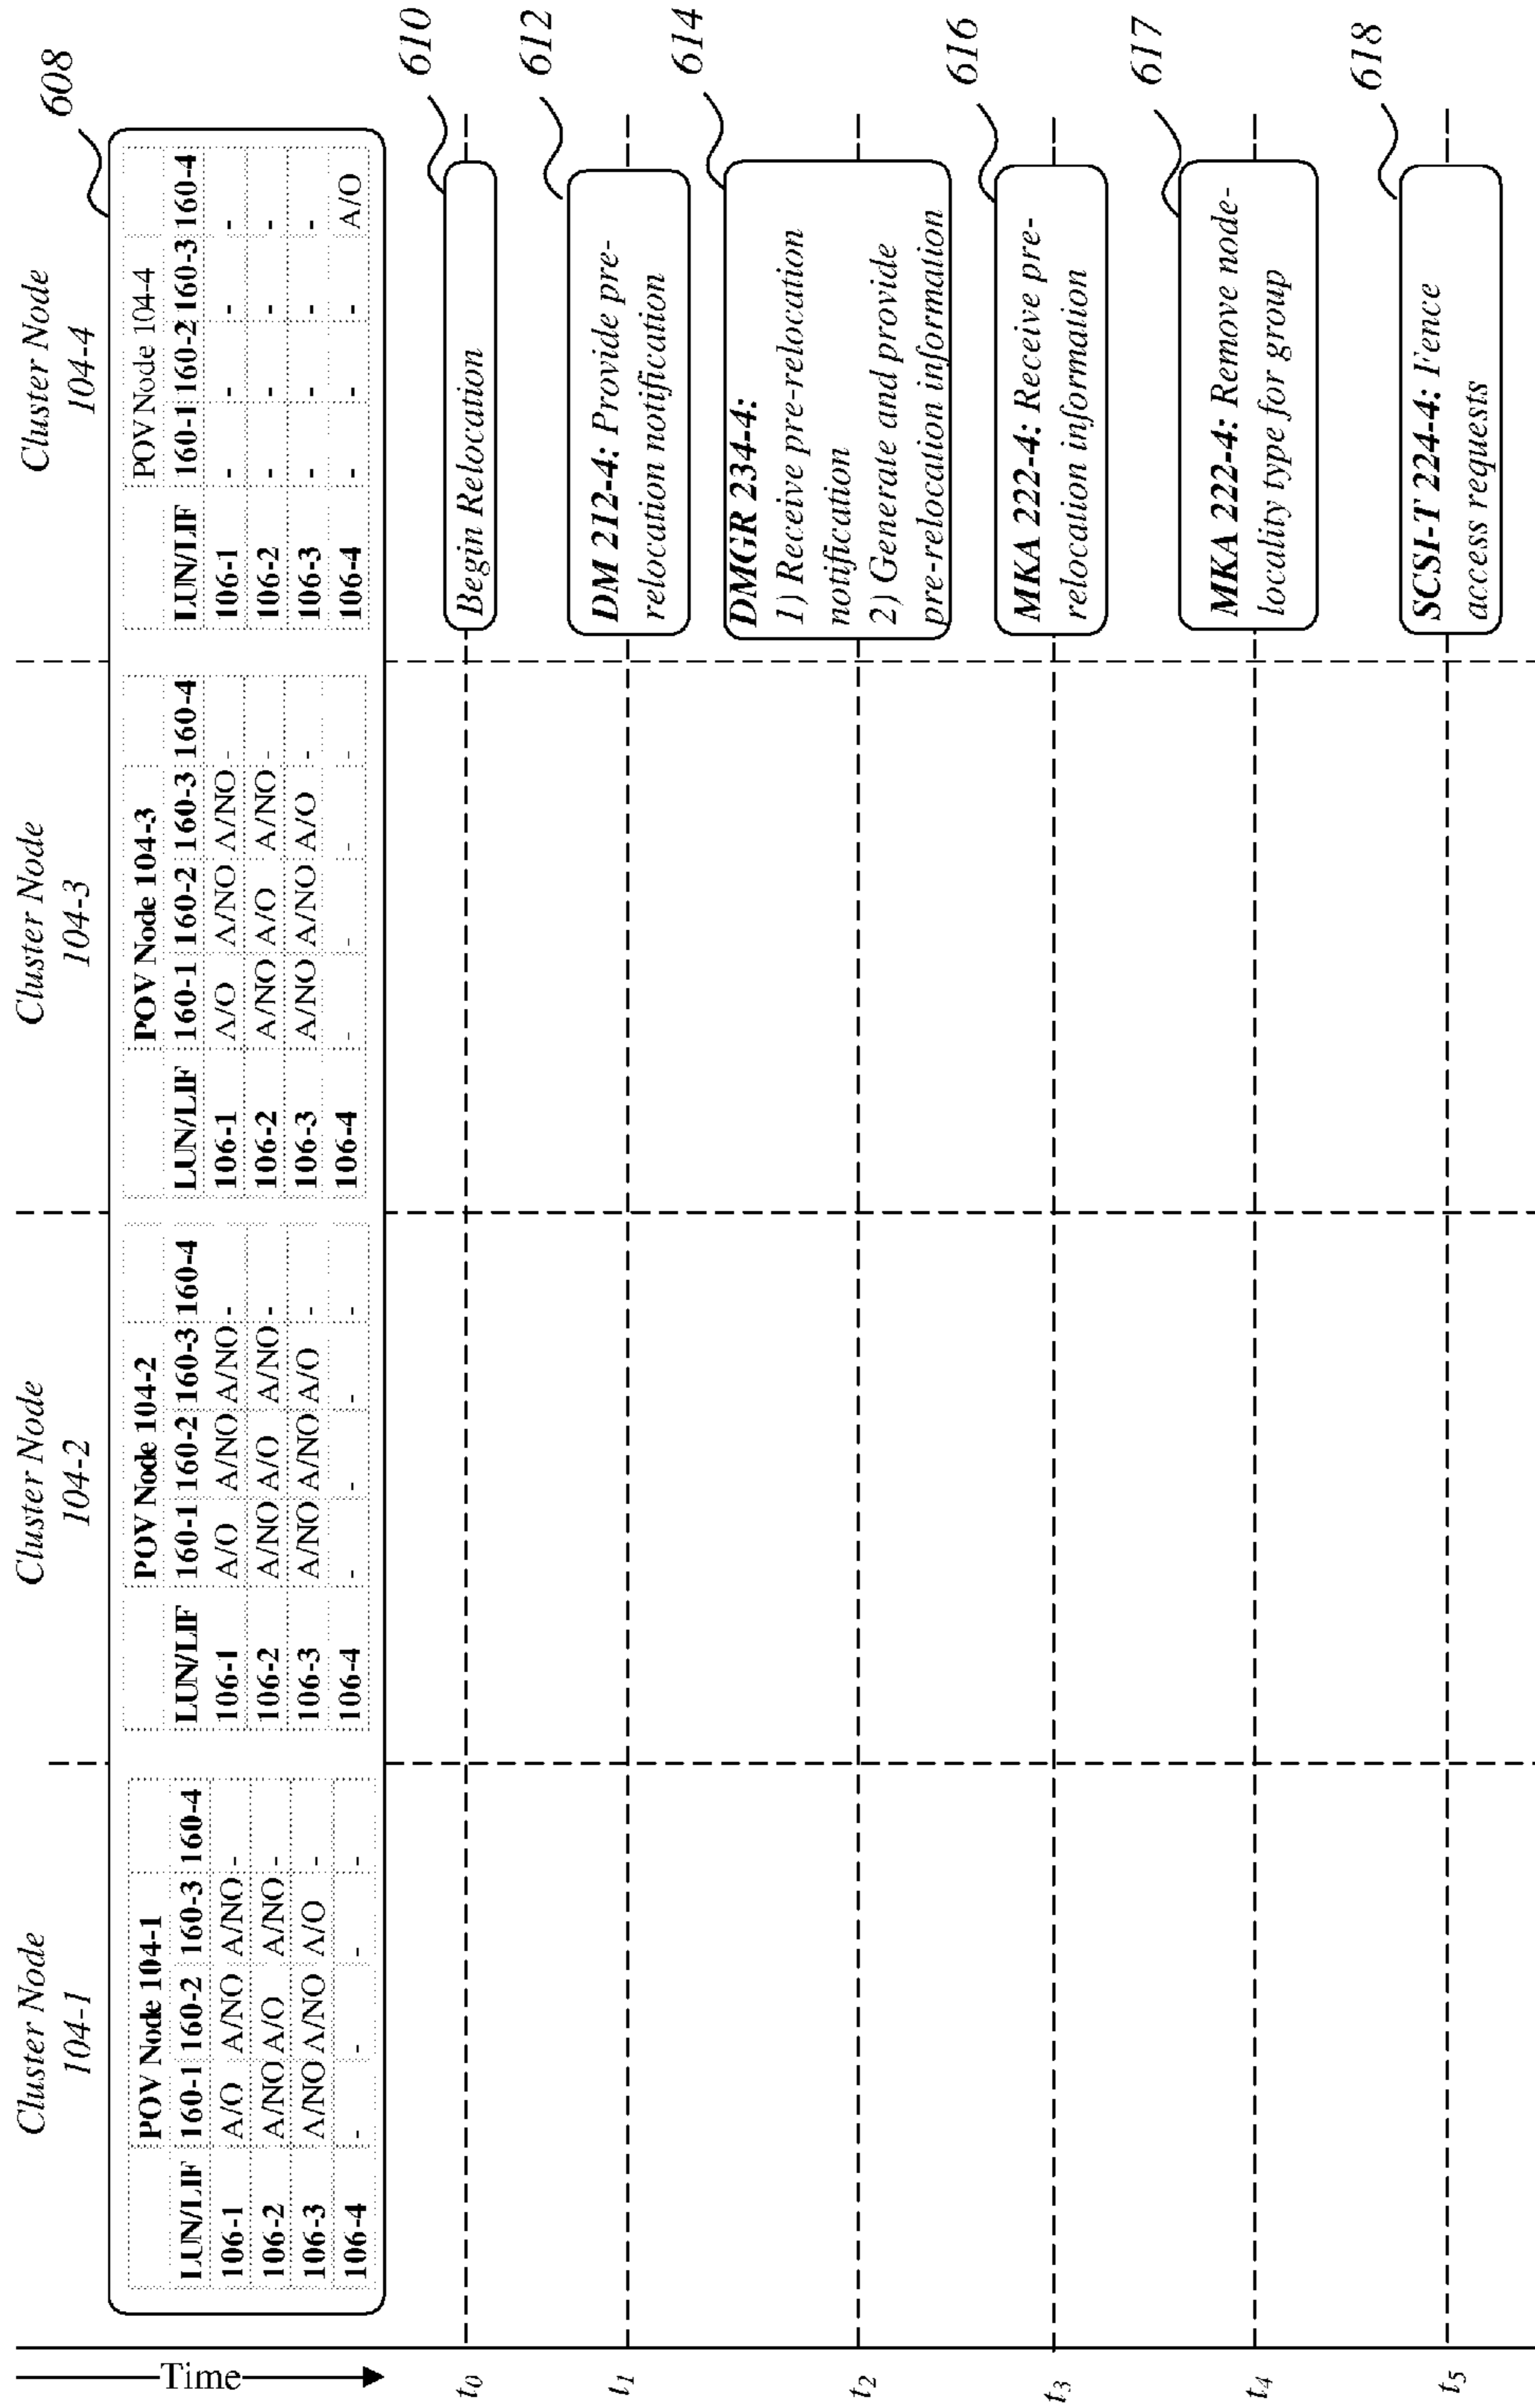 Time
Cluster Node
104-1
Cluster Node
104-2
Cluster Node
104-3
Cluster Node
104-4
608
POV Node 104-1
LUN/LIF 160-1 160-2 160-3 160-4
106-1 A/O A/NO A/NO -
106-2 A/NO A/O A/NO -
106-3 A/NO A/NO A/O -
106-4 - - - -
POV Node 104-2
LUN/LIF 160-1 160-2 160-3 160-4
106-1 A/O A/NO A/NO -
106-2 A/NO A/O A/NO -
106-3 A/NO A/NO A/O -
106-4 - - - -
POV Node 104-3
LUN/LIF 160-1 160-2 160-3 160-4
106-1 A/O A/NO A/NO -
106-2 A/NO A/O A/NO -
106-3 A/NO A/NO A/O -
106-4 - - - -
POV Node 104-4
LUN/LIF 160-1 160-2 160-3 160-4
106-1 - - - -
106-2 - - - -
106-3 - - - -
106-4 - - - A/O
t0
Begin Relocation
610
t1
DM 212-4: Provide pre-
relocation notification
612
t2
DMGR 234-4:
1) Receive pre-relocation
notification
2) Generate and provide
pre-relocation information
614
t3
MKA 222-4: Receive pre-
relocation information
616
t4
MKA 222-4: Remove node-
locality type for group
617
t5
SCSI-T 224-4: Fence
access requests
618